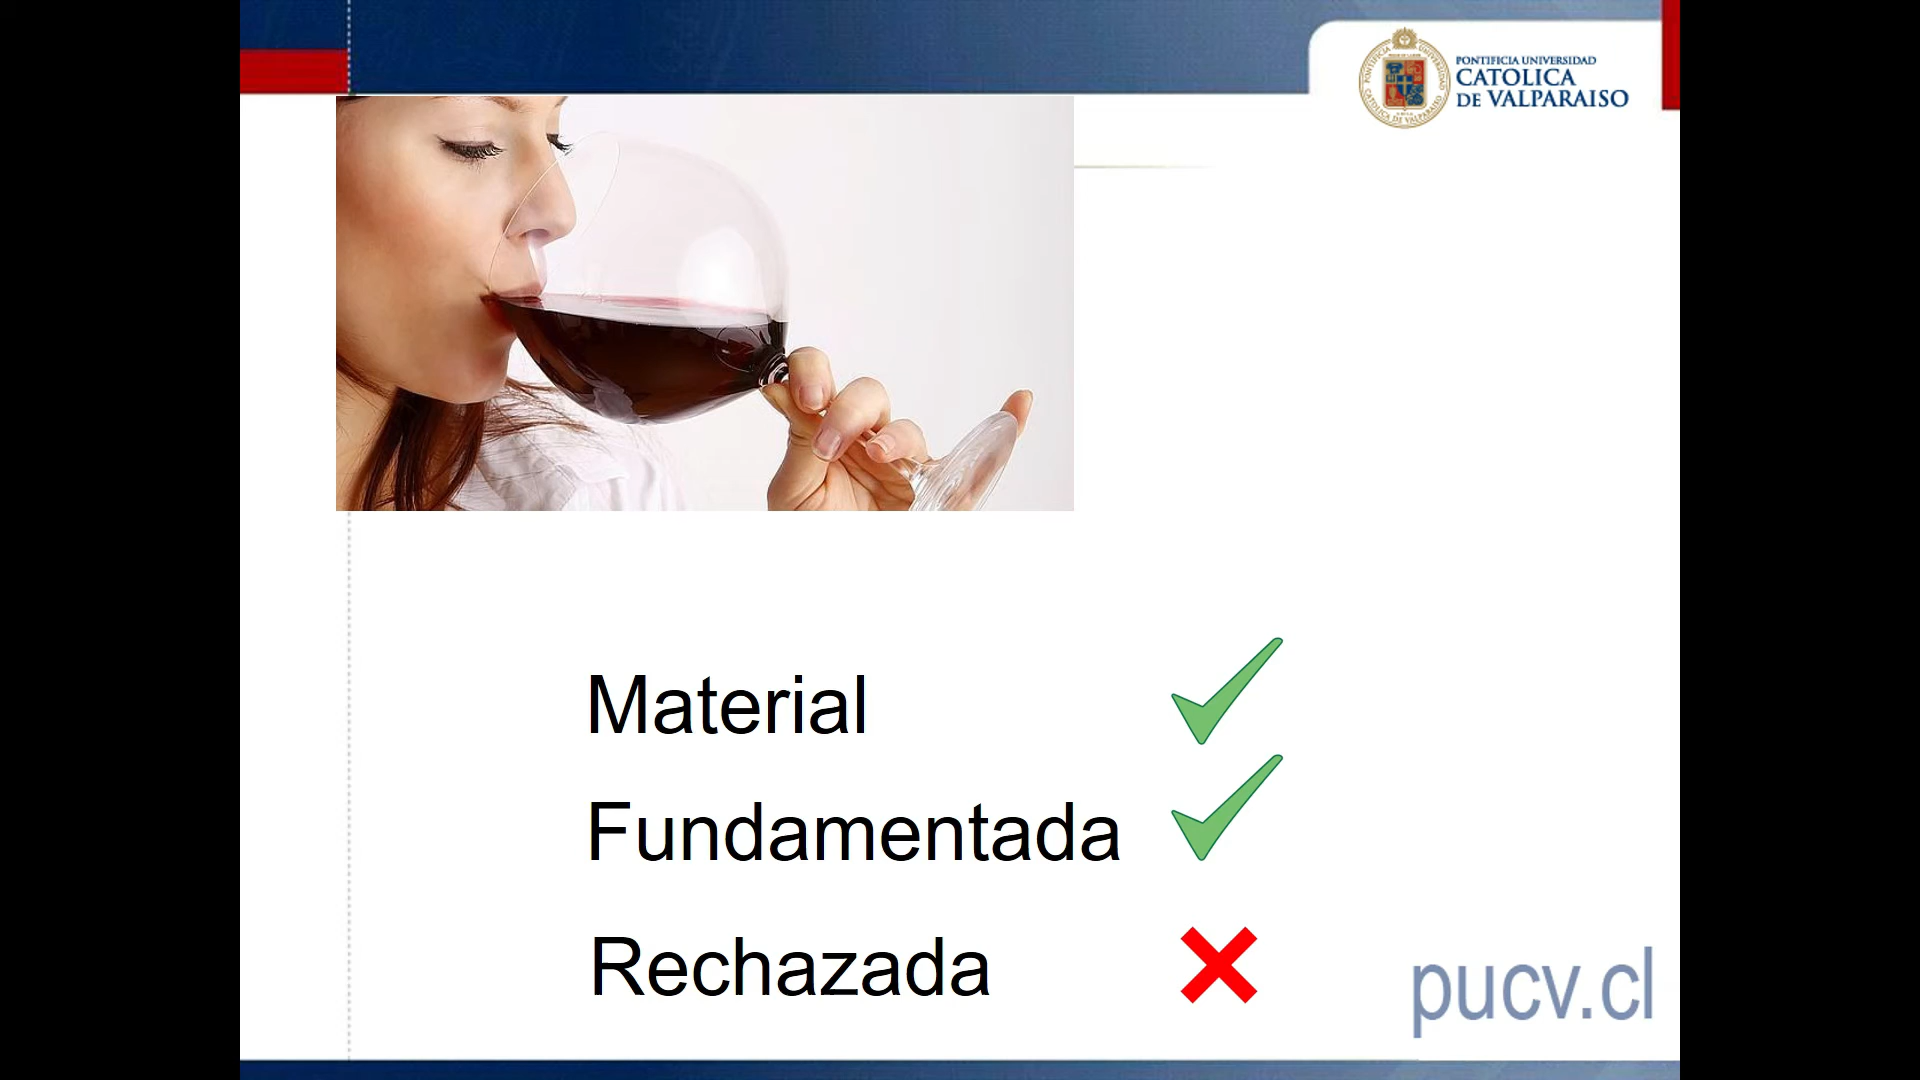 PONTIFICIA UNIVERSIDAD
CATOLICA
DE VALPARAISO
Material
Fundamentada
Rechazada
pucv.cl